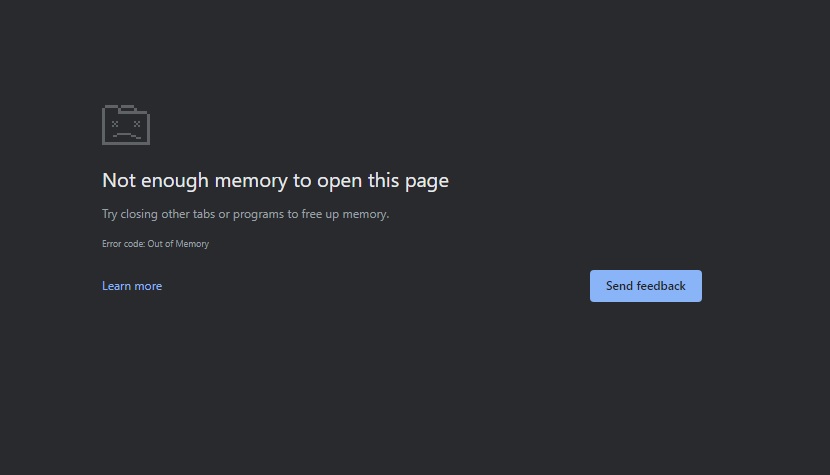 Not enough memory to open this page
Try closing other tabs or programs to free up memory.
Error code: Out of Memory
Learn more
Send feedback